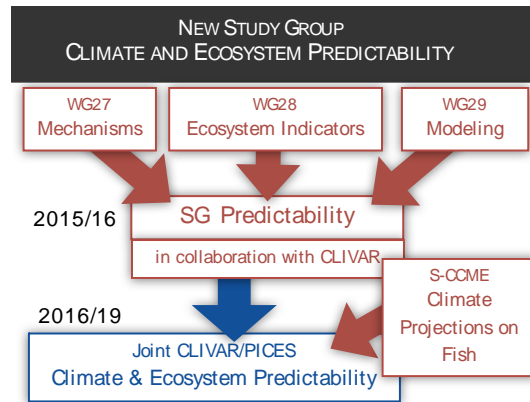 NEW STUDY GROUP
CLIMATE AND ECOSYSTEM PREDICTABILITY
WG27
Mechanisms
WG28
Ecosystem Indicators
WG29
Modeling
2015/16
SG Predictability
in collaboration with CLIVAR
S-CCME
Climate
Projections on
Fish
2016/19
Joint CLIVAR/PICES
Climate & Ecosystem Predictability